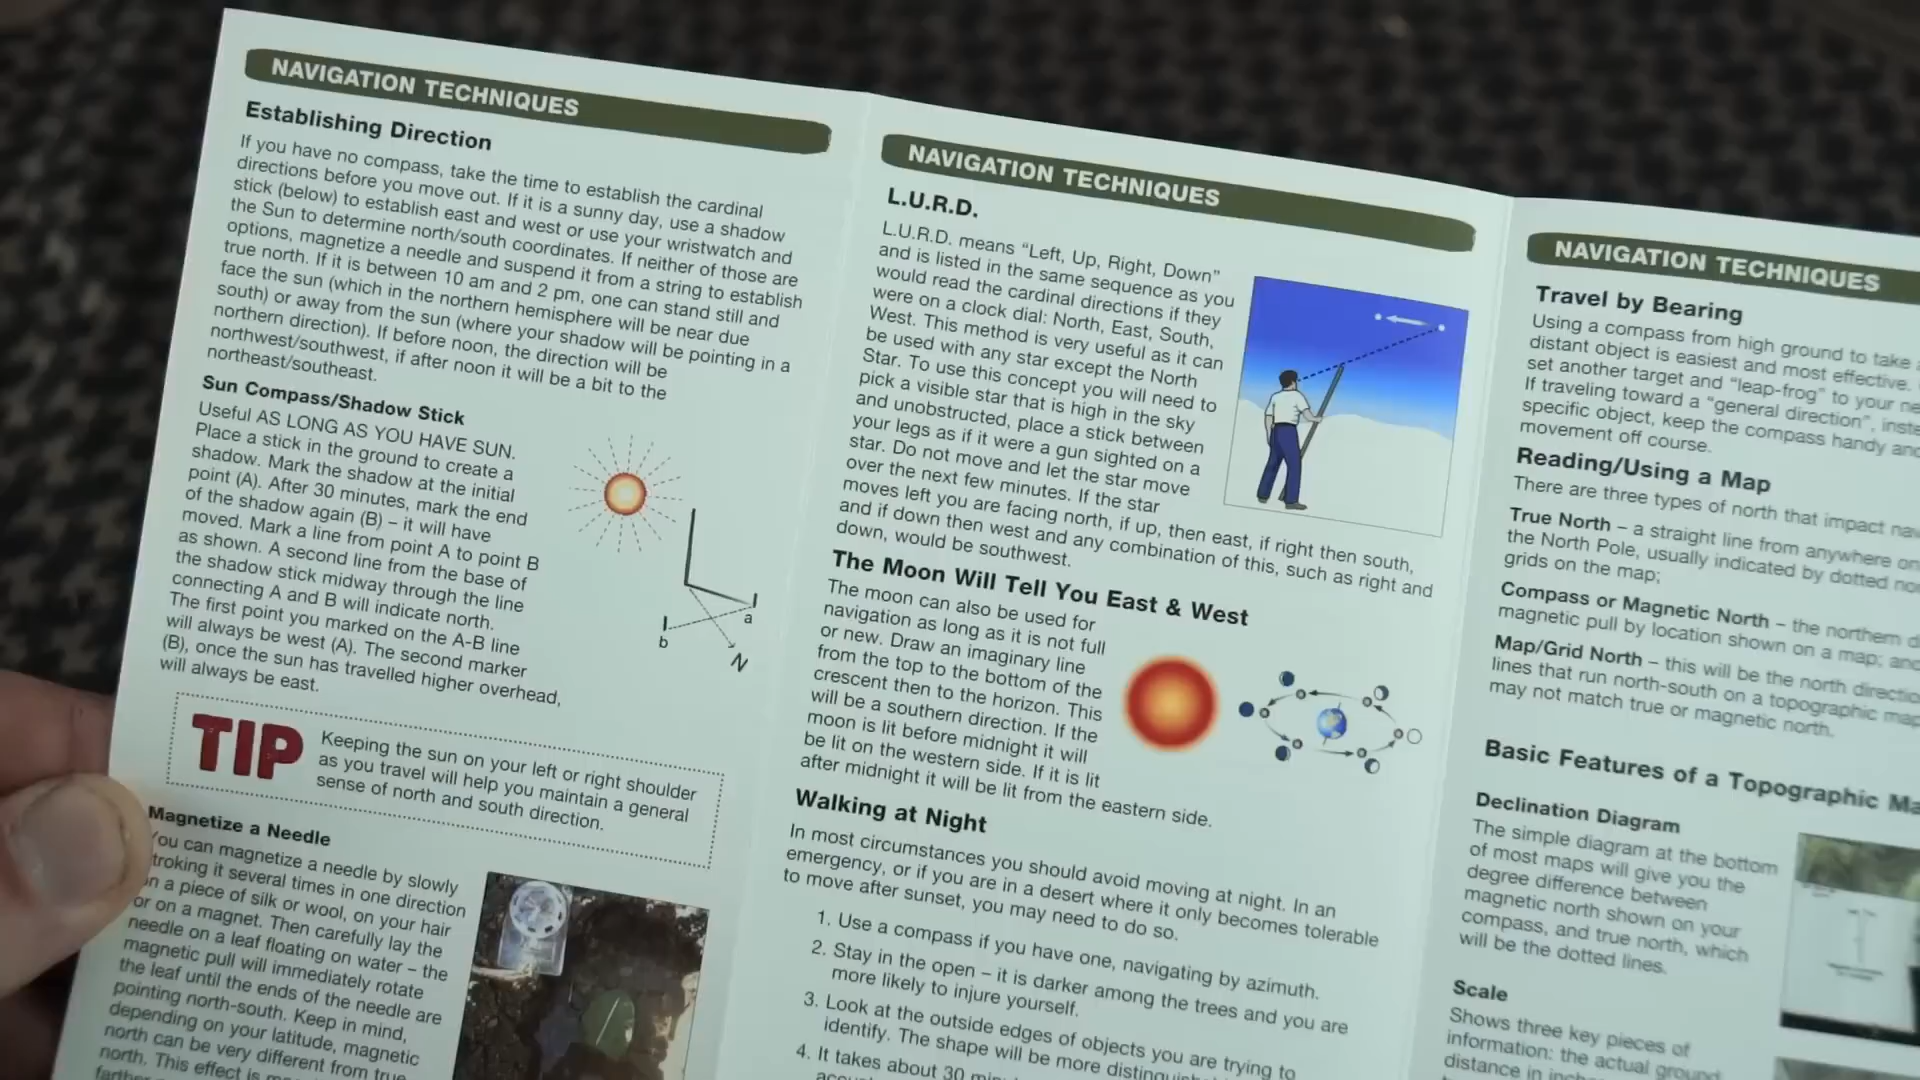 NAVIGATION TECHNIQUES
Establishing Direction
If you have no compass, take the time to establish the cardinal
directions before you move out. If it is a sunny day, use a shadow
stick (below) to establish east and west or use your wristwatch and
the Sun to determine north/south coordinates. If neither of those are
options, magnetize a needle and suspend it from a string to establish
true north. If it is between 10 am and 2 pm, one can stand still and
face the sun (which in the northern hemisphere will be near due
south) or away from the sun (where your shadow will be pointing in a
northern direction). If before noon, the direction will be
northwest/southwest, if after noon it will be a bit to the
northeast/southeast.
Sun Compass/Shadow Stick
Useful AS LONG AS YOU HAVE SUN.
Place a stick in the ground to create a
shadow. Mark the shadow at the initial
point (A). After 30 minutes, mark the end
of the shadow again (B) – it will have
moved. Mark a line from point A to point B
as shown. A second line from the base of
the shadow stick midway through the line
connecting A and B will indicate north.
The first point you marked on the A-B line
will always be west (A). The second marker
(B), once the sun has travelled higher overhead,
will always be east.
a
b
N
TIP
Keeping the sun on your left or right shoulder
as you travel will help you maintain a general
sense of north and south direction.
Magnetize a Needle
You can magnetize a needle by slowly
stroking it several times in one direction
on a piece of silk or wool, on your hair
or on a magnet. Then carefully lay the
needle on a leaf floating on water – the
magnetic pull will immediately rotate
the leaf until the ends of the needle are
pointing north-south. Keep in mind,
depending on your latitude, magnetic
north can be very different from true
north. This effect is
farther
NAVIGATION TECHNIQUES
L.U.R.D.
L.U.R.D. means “Left, Up, Right, Down”
and is listed in the same sequence as you
would read the cardinal directions if they
were on a clock dial: North, East, South,
West. This method is very useful as it can
be used with any star except the North
Star. To use this concept you will need to
pick a visible star that is high in the sky
and unobstructed, place a stick between
your legs as if it were a gun sighted on a
star. Do not move and let the star move
over the next few minutes. If the star
moves left you are facing north, if up, then east, if right then south,
and if down then west and any combination of this, such as right and
down, would be southwest.
The Moon Will Tell You East & West
The moon can also be used for
navigation as long as it is not full
or new. Draw an imaginary line
from the top to the bottom of the
crescent then to the horizon. This
will be a southern direction. If the
moon is lit before midnight it will
be lit on the western side. If it is lit
after midnight it will be lit from the eastern side.
Walking at Night
In most circumstances you should avoid moving at night. In an
emergency, or if you are in a desert where it only becomes tolerable
to move after sunset, you may need to do so.
1. Use a compass if you have one, navigating by azimuth.
2. Stay in the open – it is darker among the trees and you are
more likely to injure yourself.
3. Look at the outside edges of objects you are trying to
identify. The shape will be more
4. It takes about 30
NAVIGATION TECHNIQUES
Travel by Bearing
Using a compass from high ground to take
distant object is easiest and most effective.
set another target and “leap-frog” to your
If traveling toward a “general direction”,
specific object, keep the compass handy
movement off course.
Reading/Using a Map
There are three types of north that impact
True North – a straight line from anywhere
the North Pole, usually indicated by dotted
grids on the map;
Compass or Magnetic North – the northern
magnetic pull by location shown on a map;
Map/Grid North – this will be the north
lines that run north-south on a topographic
may not match true or magnetic north.
Basic Features of a Topographic
Declination Diagram
The simple diagram at the bottom
of most maps will give you the
degree difference between
magnetic north shown on your
compass, and true north, which
will be the dotted lines.
Scale
Shows three key pieces of
information: the actual ground
distance in